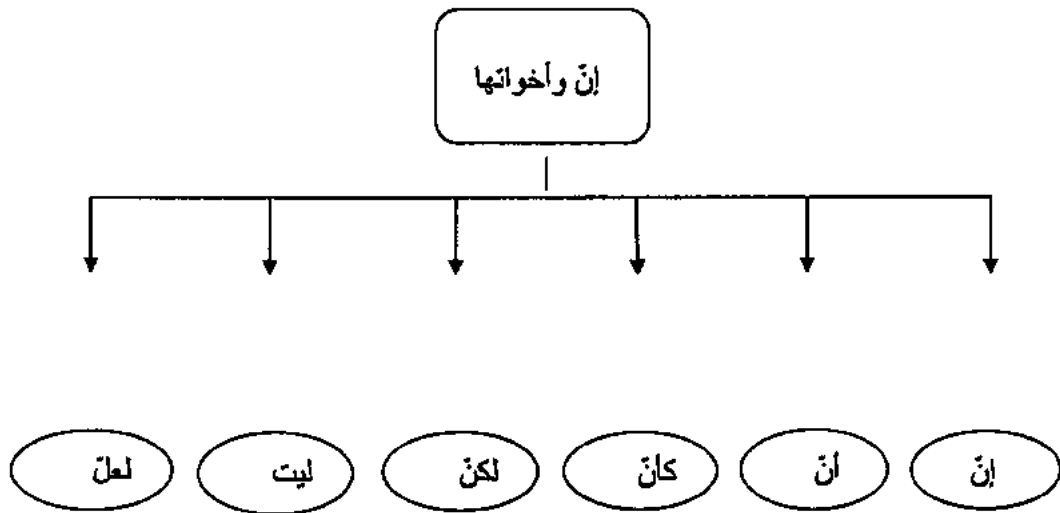 إنّ وأخواتها
إنّ
أنّ
كأنّ
لكنّ
ليت
لعلّ